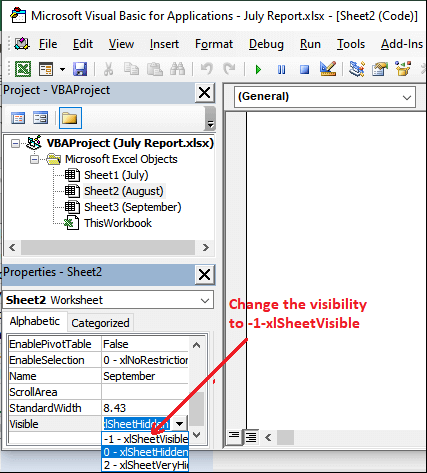 Microsoft Visual Basic for Applications - July Report.xlsx - [Sheet2 (Code)]
File Edit View Insert Format Debug Run Tools Add-Ins
Project - VBAProject
(General)
VBAProject (July Report.xlsx)
Microsoft Excel Objects
Sheet1 (July)
Sheet2 (August)
Sheet3 (September)
ThisWorkbook
Properties - Sheet2
Sheet2 Worksheet
Alphabetic Categorized
Change the visibility
to -1-xlSheetVisible
EnablePivotTable False
EnableSelection 0 - xlNoRestriction
Name September
ScrollArea
StandardWidth 8.43
Visible lSheetHidden
-1 - xlSheetVisible
0 - xlSheetHidden
2 - xlSheetVeryHi